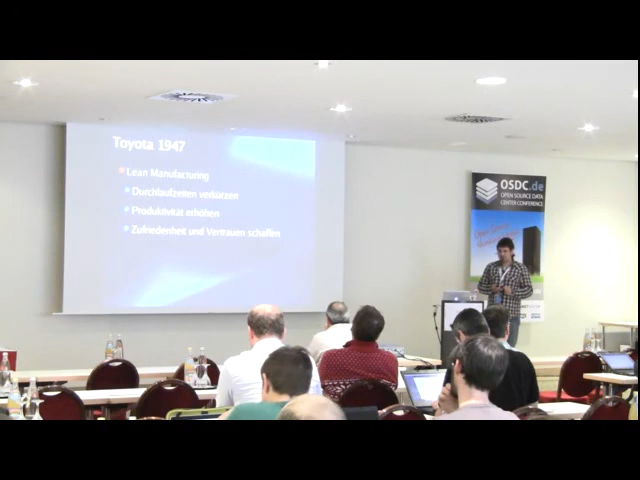 Toyota 1947
Lean Manufacturing
Durchlaufzeiten verkürzen
Produktivität erhöhen
Zufriedenheit und Vertrauen schaffen
OSDC.de
OPEN SOURCE DATA
CENTER CONFERENCE